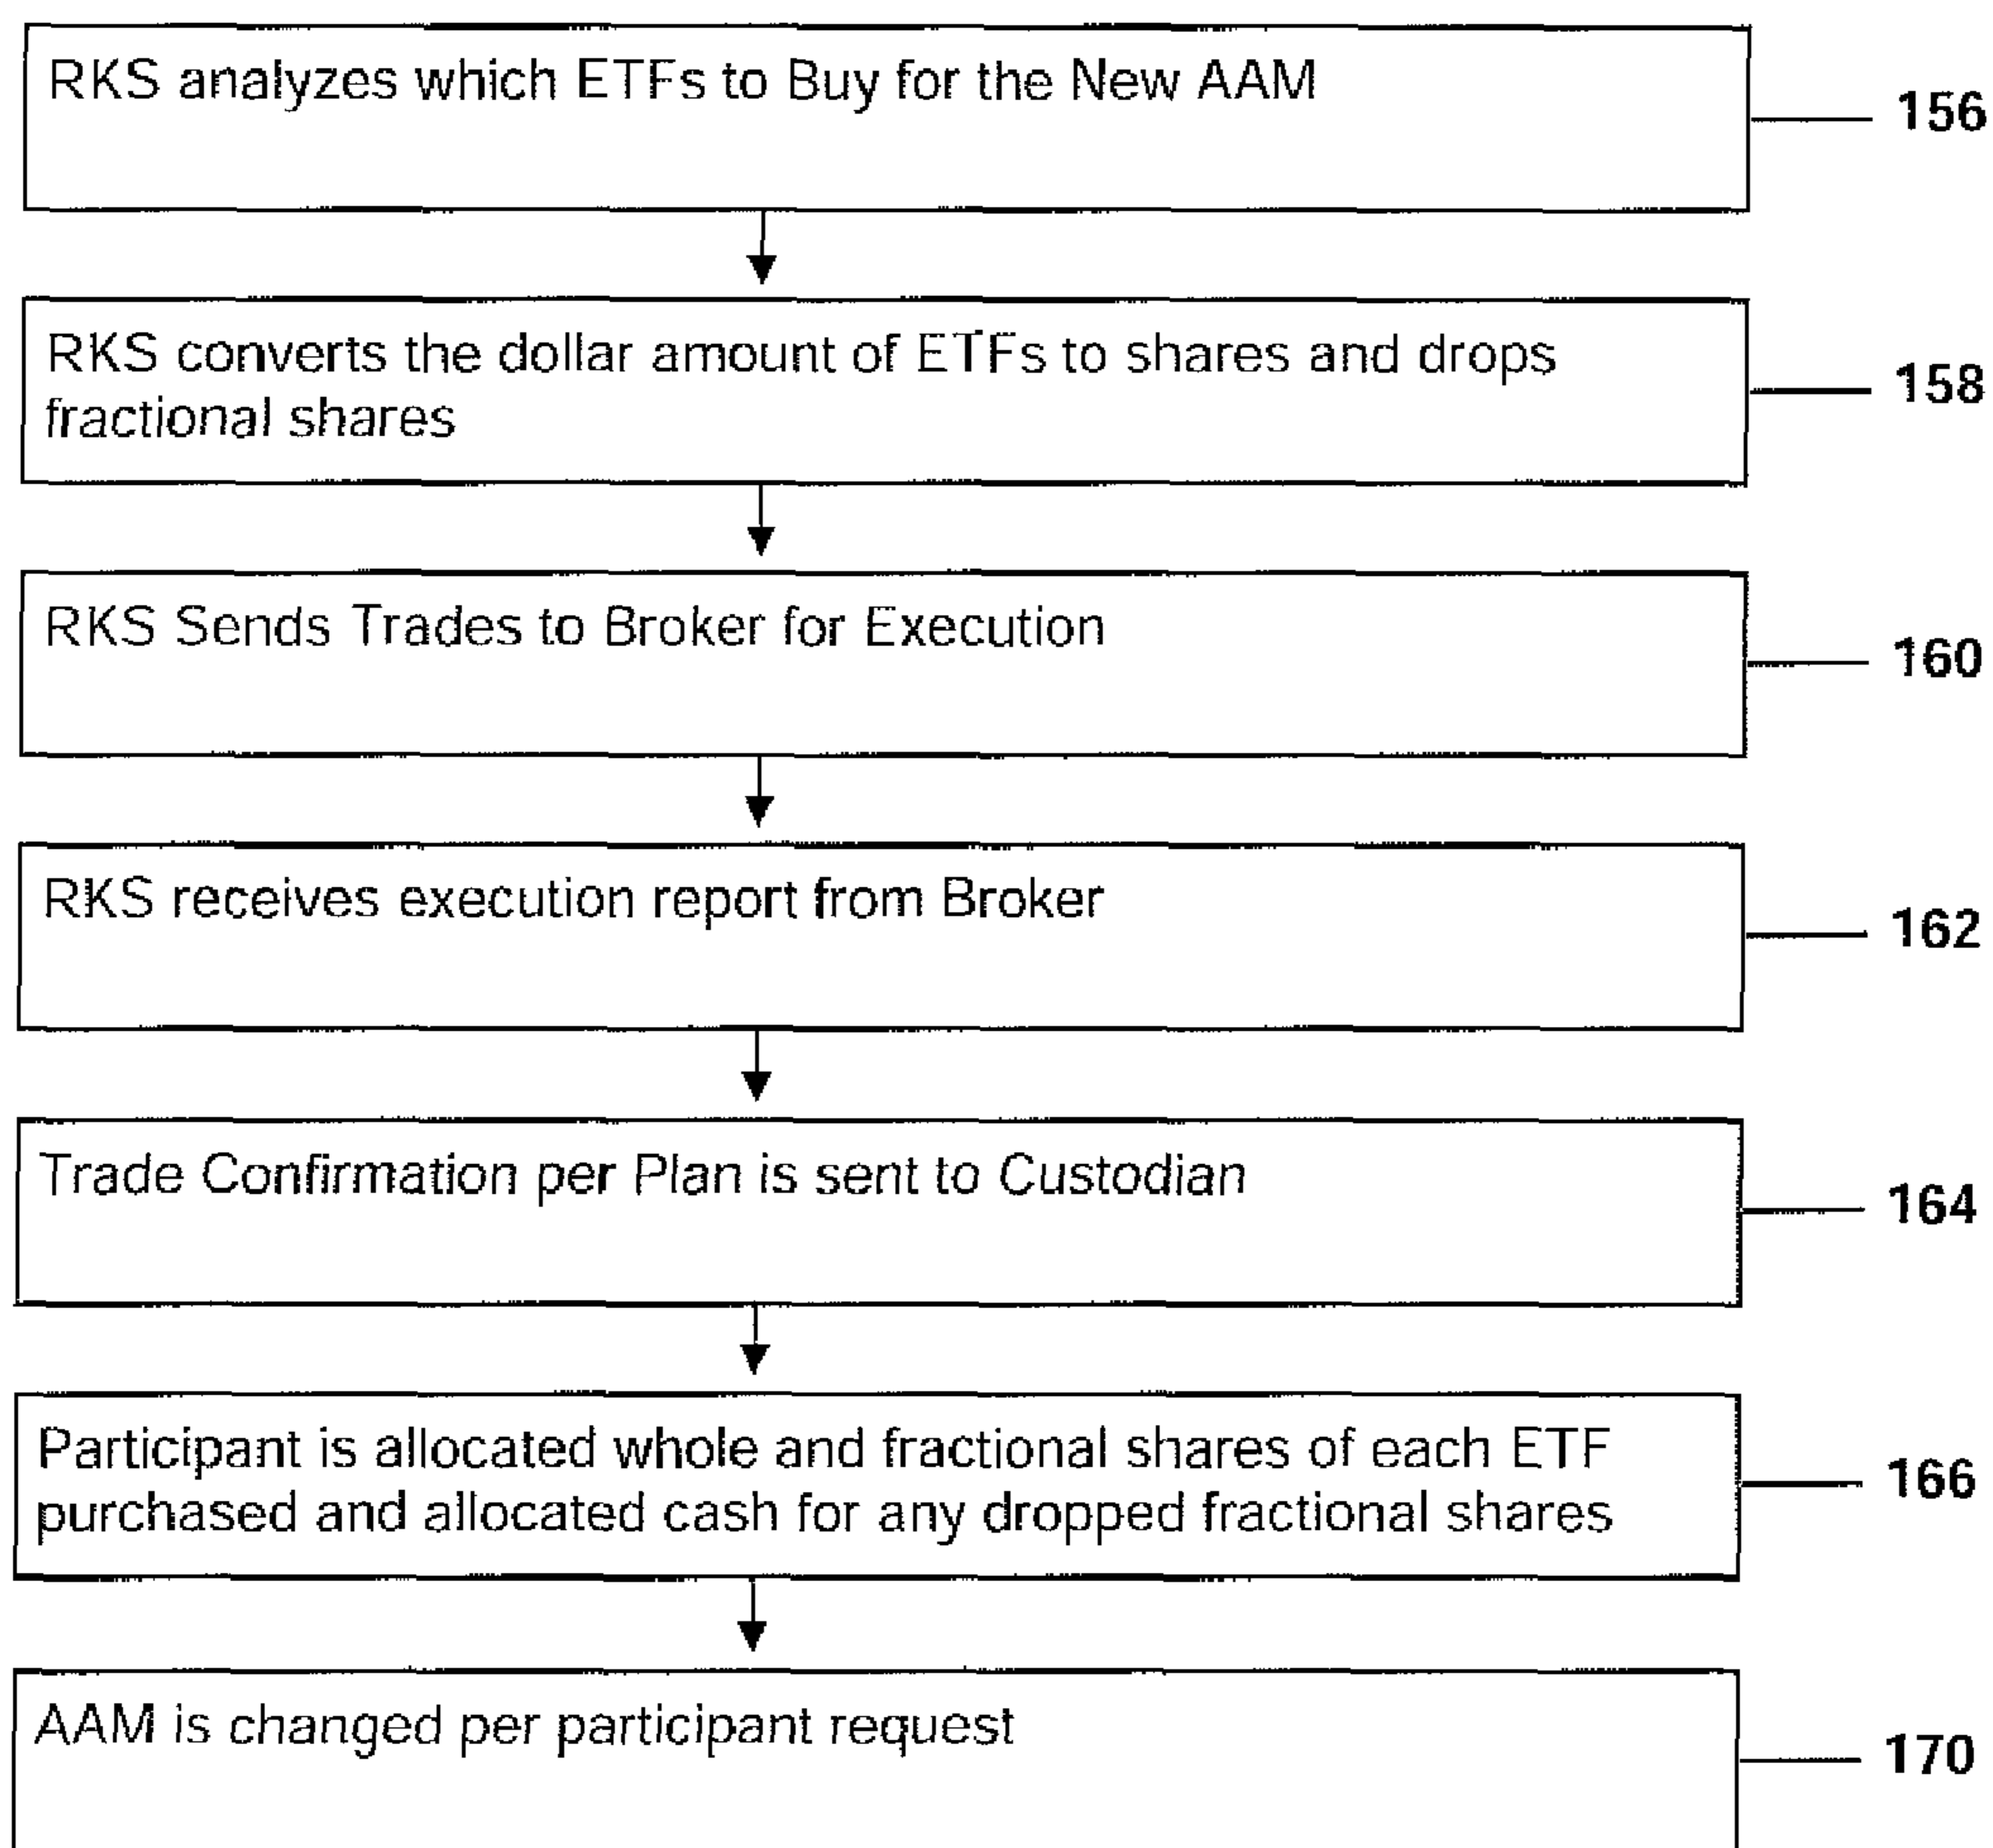 RKS analyzes which ETFs to Buy for the New AAM
156
RKS converts the dollar amount of ETFs to shares and drops
fractional shares
158
RKS Sends Trades to Broker for Execution
160
RKS receives execution report from Broker
162
Trade Confirmation per Plan is sent to Custodian
164
Participant is allocated whole and fractional shares of each ETF
purchased and allocated cash for any dropped fractional shares
166
AAM is changed per participant request
170